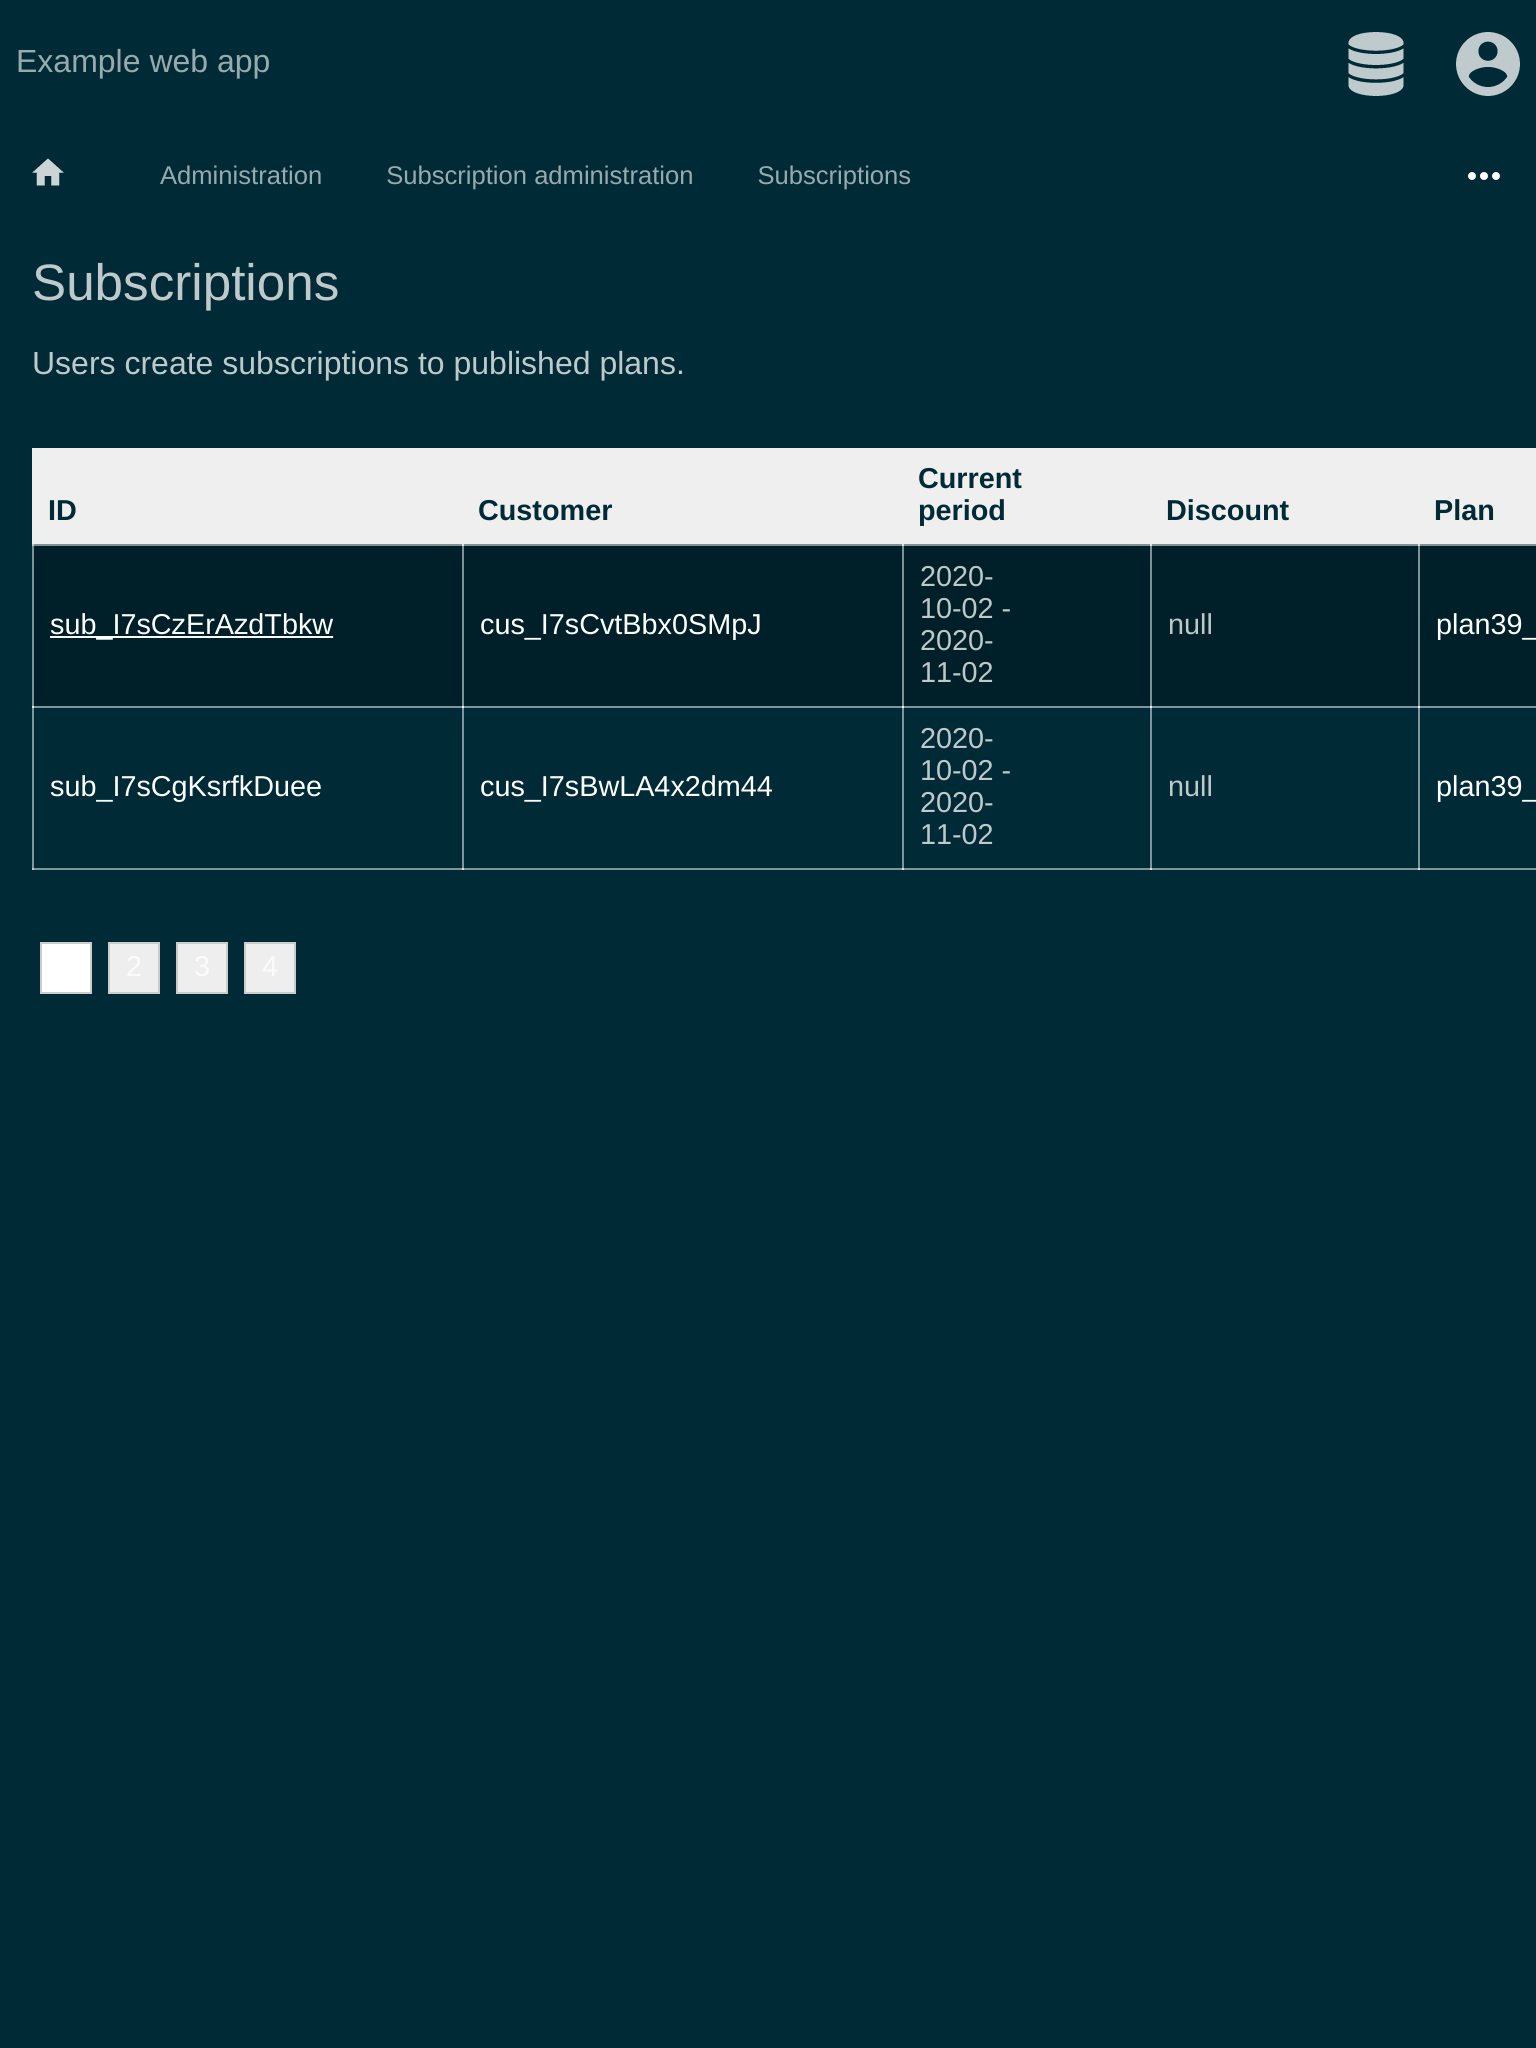 Example web app
Administration Subscription administration Subscriptions
Subscriptions
Users create subscriptions to published plans.
ID Customer Current period Discount Plan
sub_I7sCzErAzdTbkw cus_I7sCvtBbx0SMpJ 2020-10-02 - 2020-11-02 null plan39_
sub_I7sCgKsrfkDuee cus_I7sBwLA4x2dm44 2020-10-02 - 2020-11-02 null plan39_
2 3 4